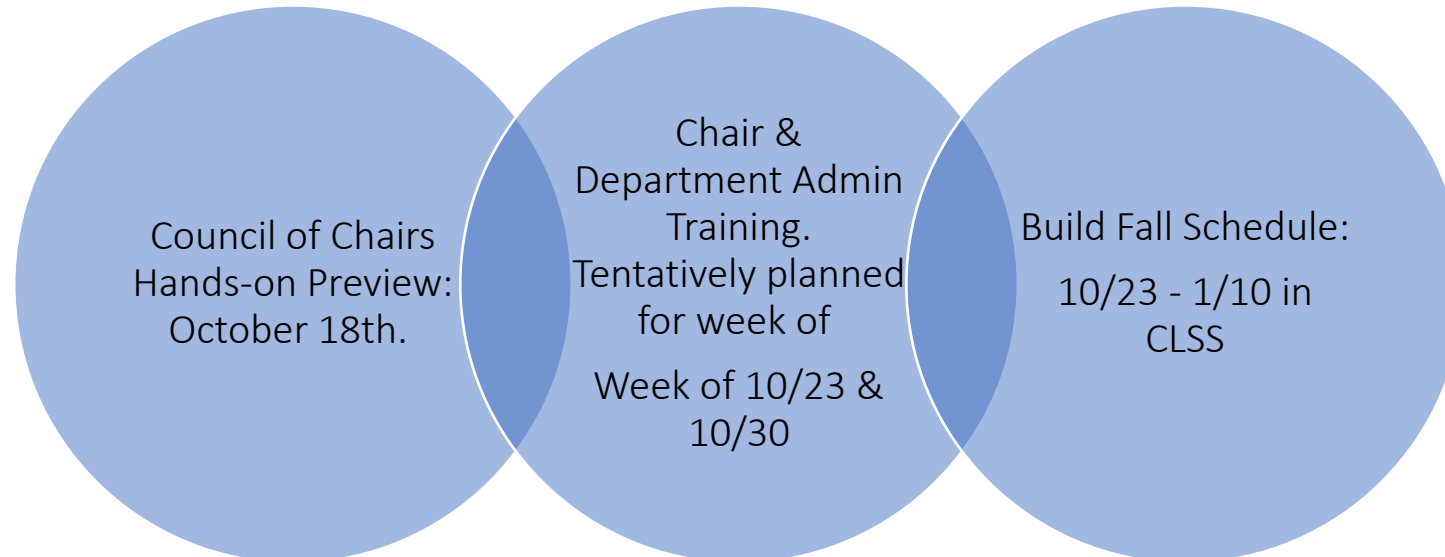 Council of Chairs
Hands-on Preview:
October 18th.
Chair &
Department Admin
Training.
Tentatively planned
for week of
Week of 10/23 &
10/30
Build Fall Schedule:
10/23 - 1/10 in
CLSS